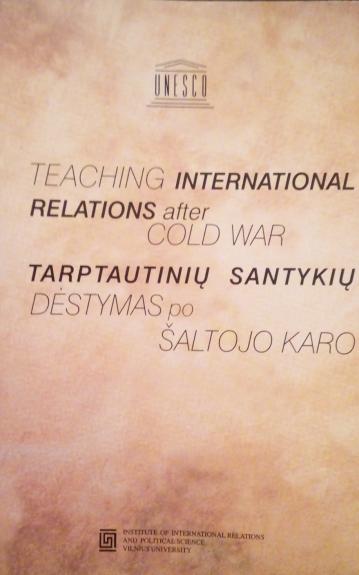 UNESCO
TEACHING INTERNATIONAL
RELATIONS after
COLD WAR
TARPTAUTINIŲ SANTYKIŲ
DĖSTYMAS po
ŠALTOJO KARO
INSTITUTE OF INTERNATIONAL RELATIONS
AND POLITICAL SCIENCE
VILNIUS UNIVERSITY